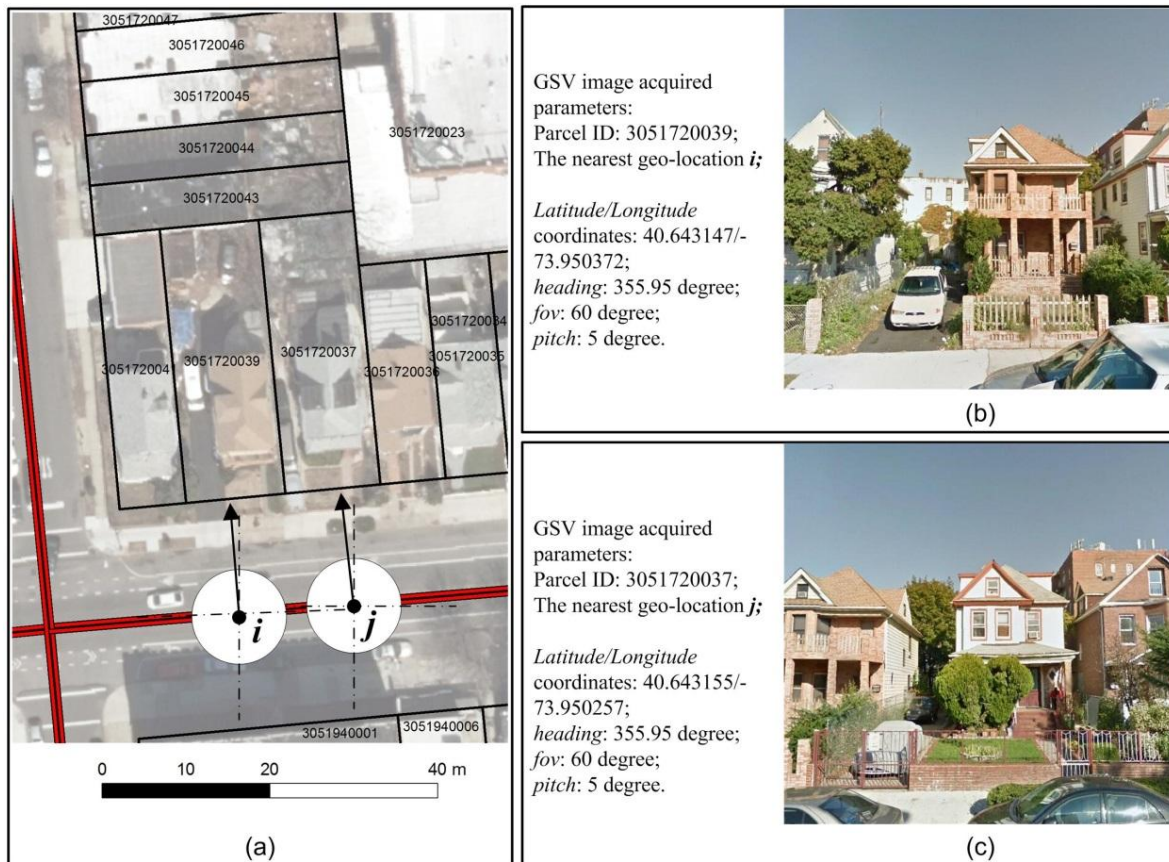 3051720047
3051720046
3051720045
3051720023
3051720044
3051720043
3051720034
3051720041
3051720039
3051720037
3051720036
3051720035
i
j
3051940006
3051940001
0 10 20 40 m
(a)
GSV image acquired
parameters:
Parcel ID: 3051720039;
The nearest geo-location i;
Latitude/Longitude
coordinates: 40.643147/-
73.950372;
heading: 355.95 degree;
fov: 60 degree;
pitch: 5 degree.
(b)
GSV image acquired
parameters:
Parcel ID: 3051720037;
The nearest geo-location j;
Latitude/Longitude
coordinates: 40.643155/-
73.950257;
heading: 355.95 degree;
fov: 60 degree;
pitch: 5 degree.
(c)